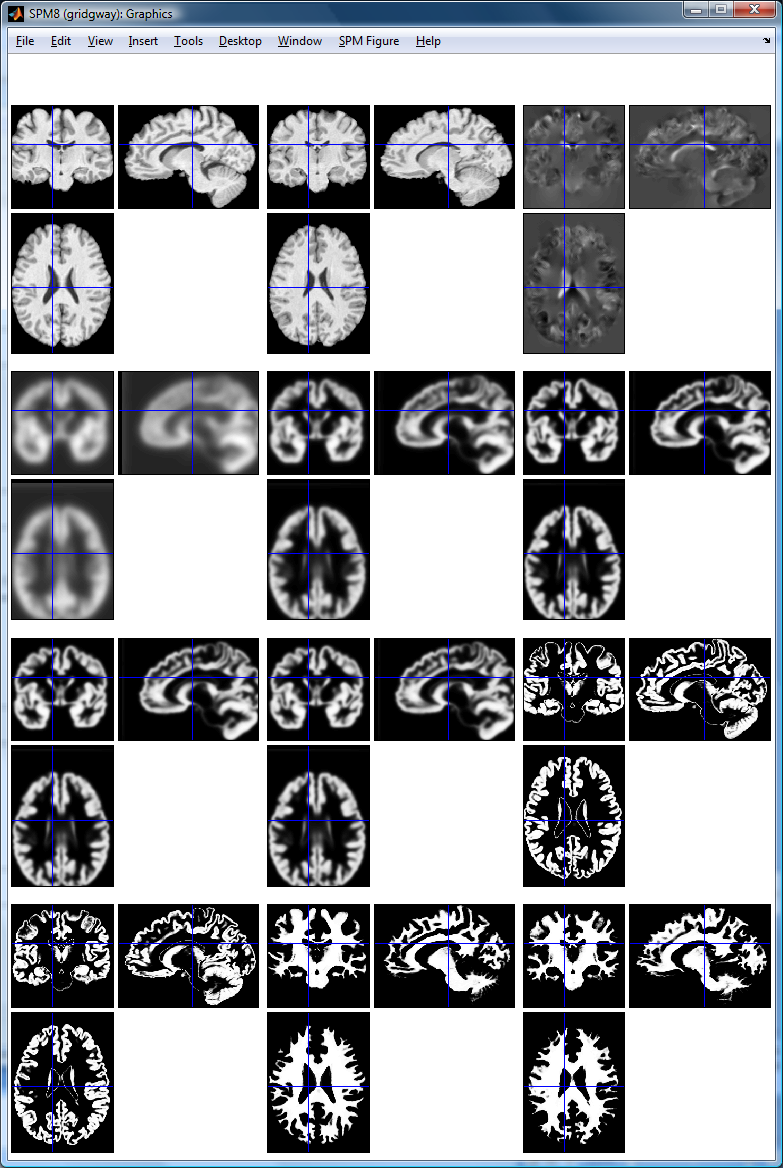 SPM8 (gridgway): Graphics
File Edit View Insert Tools Desktop Window SPM Figure Help